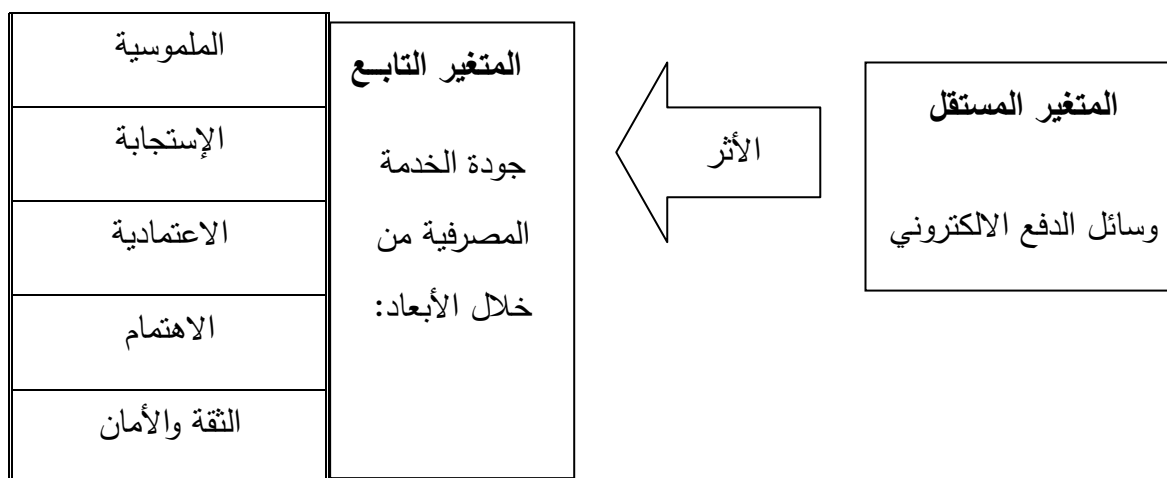 المتغير المستقل
وسائل الدفع الالكتروني
الأثر
المتغير التابـع
جودة الخدمة
المصرفية من
خلال الأبعاد:
الملموسية
الإستجابة
الاعتمادية
الاهتمام
الثقة والأمان